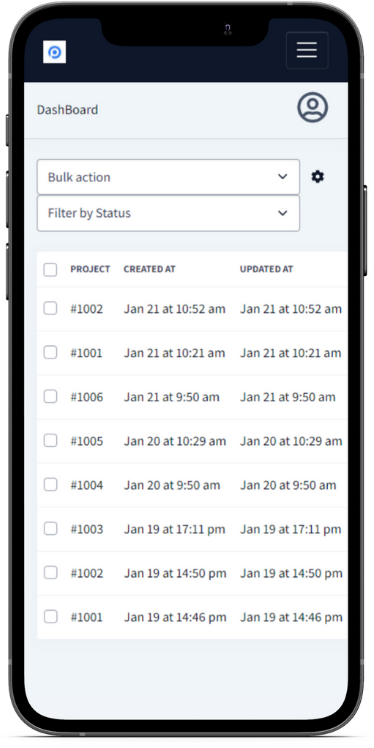 DashBoard
Bulk action
Filter by Status
PROJECT CREATED AT UPDATED AT
#1002 Jan 21 at 10:52 am Jan 21 at 10:52 am
#1001 Jan 21 at 10:21 am Jan 21 at 10:21 am
#1006 Jan 21 at 9:50 am Jan 21 at 9:50 am
#1005 Jan 20 at 10:29 am Jan 20 at 10:29 am
#1004 Jan 20 at 9:50 am Jan 20 at 9:50 am
#1003 Jan 19 at 17:11 pm Jan 19 at 17:11 pm
#1002 Jan 19 at 14:50 pm Jan 19 at 14:50 pm
#1001 Jan 19 at 14:46 pm Jan 19 at 14:46 pm